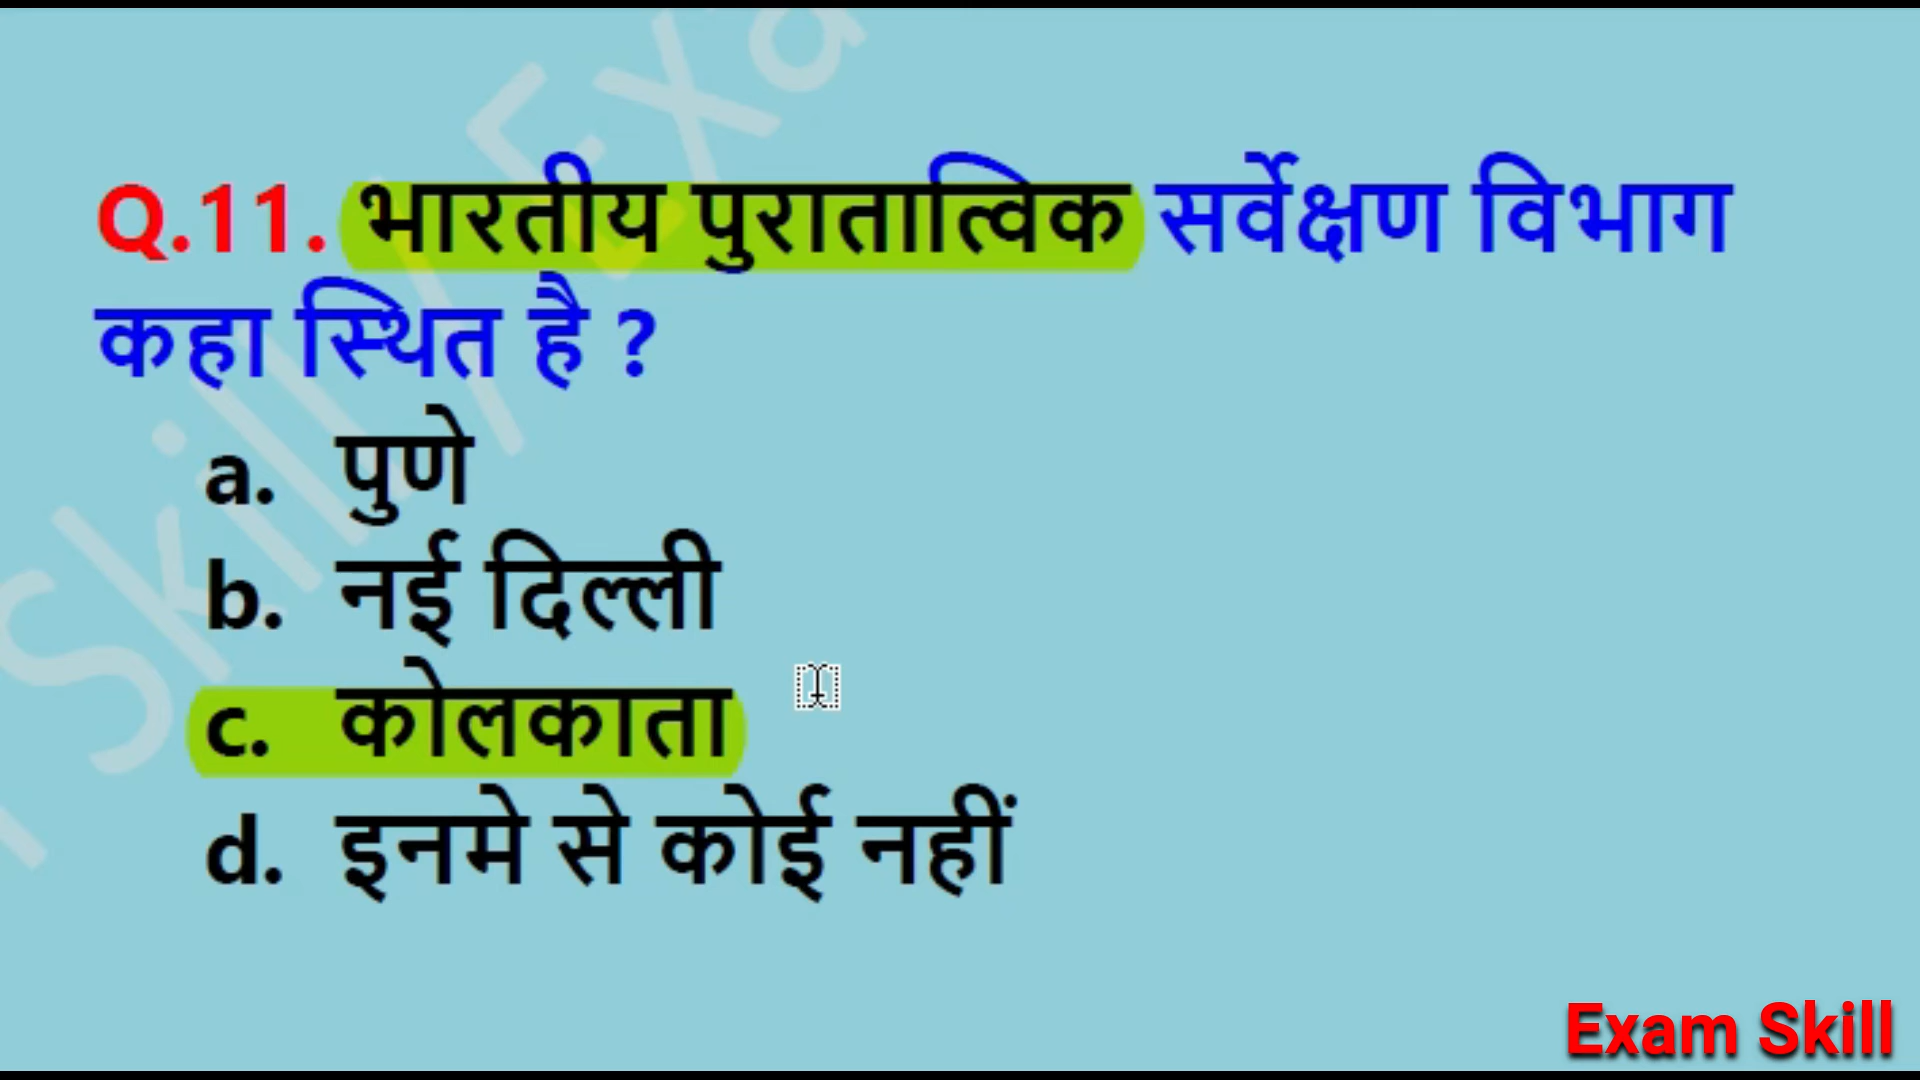 Q.11. भारतीय पुरातात्विक सर्वेक्षण विभाग
कहा स्थित है ?
a. पुणे
b. नई दिल्ली
c. कोलकाता
d. इनमे से कोई नहीं
Exam Skill